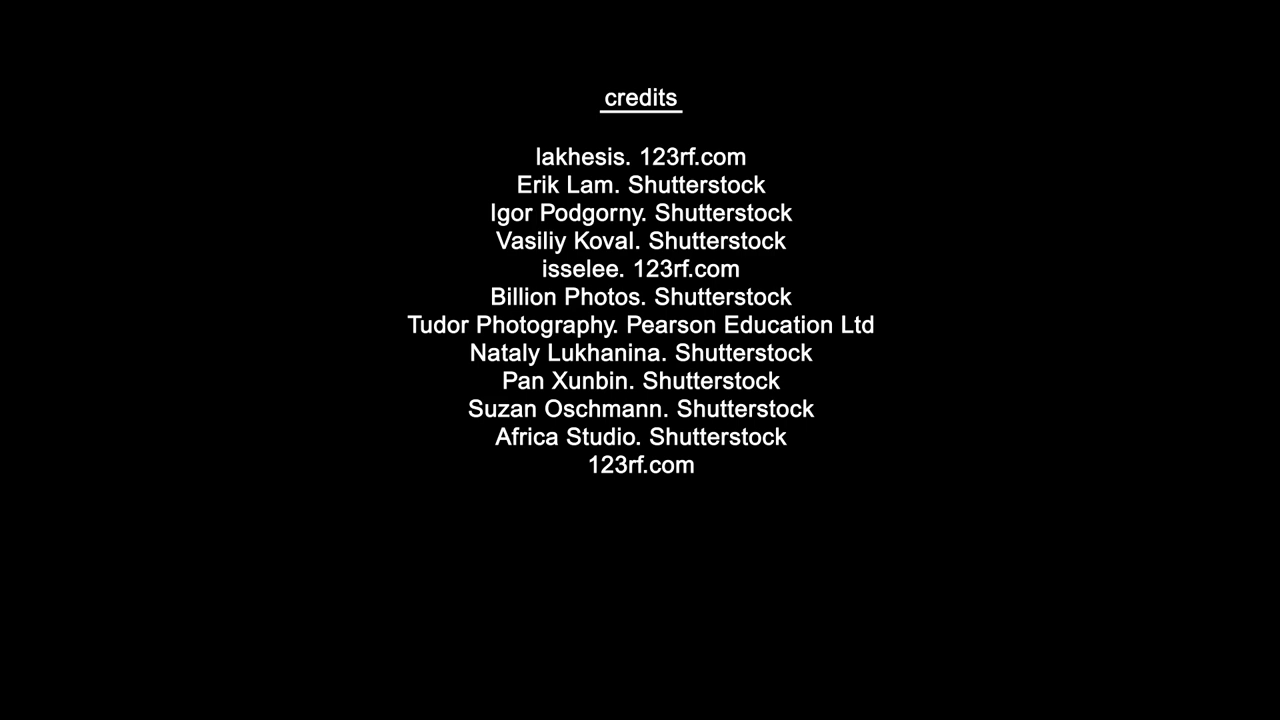 credits
lakhesis. 123rf.com
Erik Lam. Shutterstock
Igor Podgorny. Shutterstock
Vasiliy Koval. Shutterstock
isselee. 123rf.com
Billion Photos. Shutterstock
Tudor Photography. Pearson Education Ltd
Nataly Lukhanina. Shutterstock
Pan Xunbin. Shutterstock
Suzan Oschmann. Shutterstock
Africa Studio. Shutterstock
123rf.com